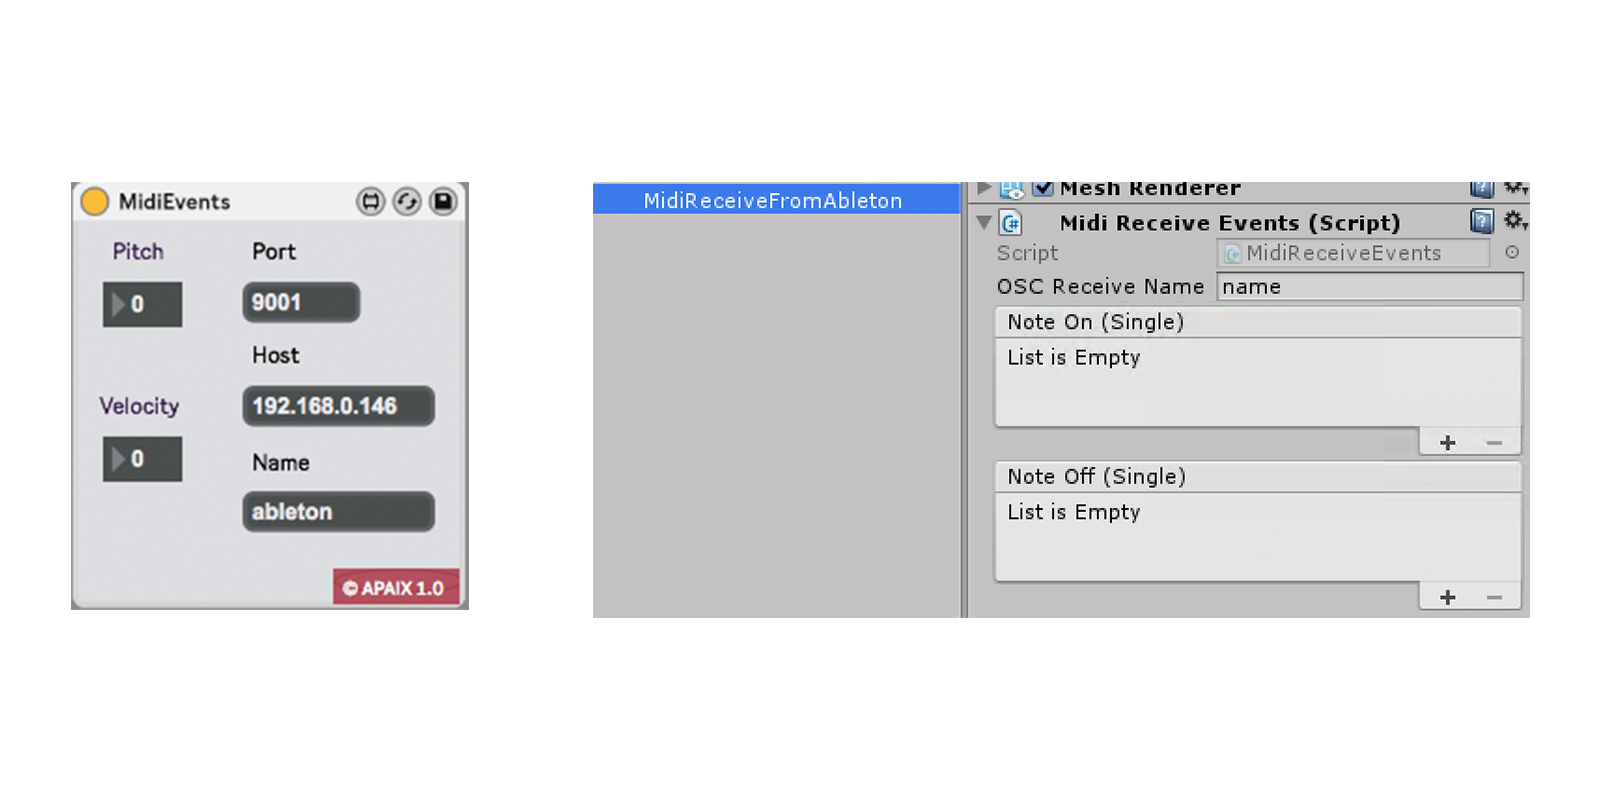 MidiEvents
Pitch
Port
0
9001
Host
Velocity
192.168.0.146
0
Name
ableton
© APAIX 1.0
MidiReceiveFromAbleton
Mesh Renderer
Midi Receive Events (Script)
Script
MidiReceiveEvents
OSC Receive Name
name
Note On (Single)
List is Empty
+ −
Note Off (Single)
List is Empty
+ −